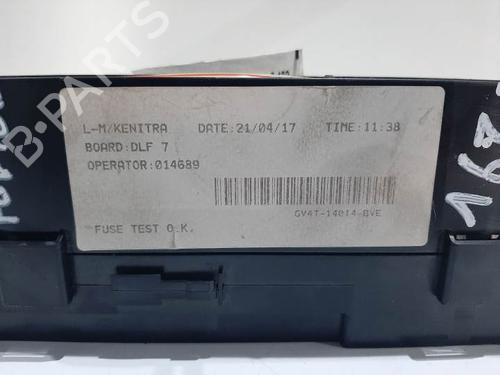 L-M/KENITRA DATE:21/04/17 TIME:11:38
BOARD:DLF 7
OPERATOR:014689
GV4T-14014-BVE
FUSE TEST O.K.
B-PARTS